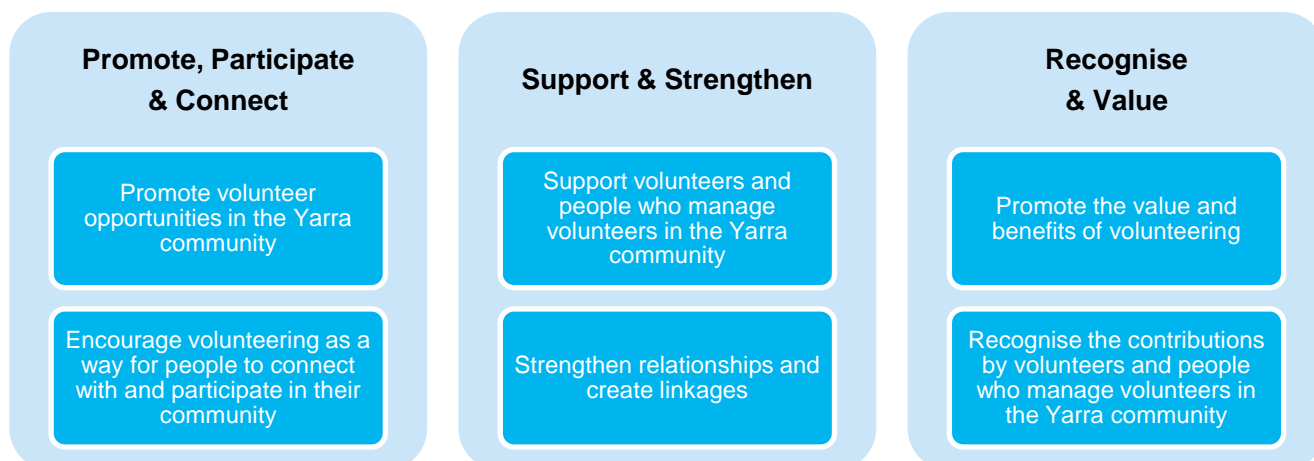 Promote, Participate
& Connect
Promote volunteer
opportunities in the Yarra
community
Encourage volunteering as a
way for people to connect
with and participate in their
community
Support & Strengthen
Support volunteers and
people who manage
volunteers in the Yarra
community
Strengthen relationships and
create linkages
Recognise
& Value
Promote the value and
benefits of volunteering
Recognise the contributions
by volunteers and people
who manage volunteers in
the Yarra community